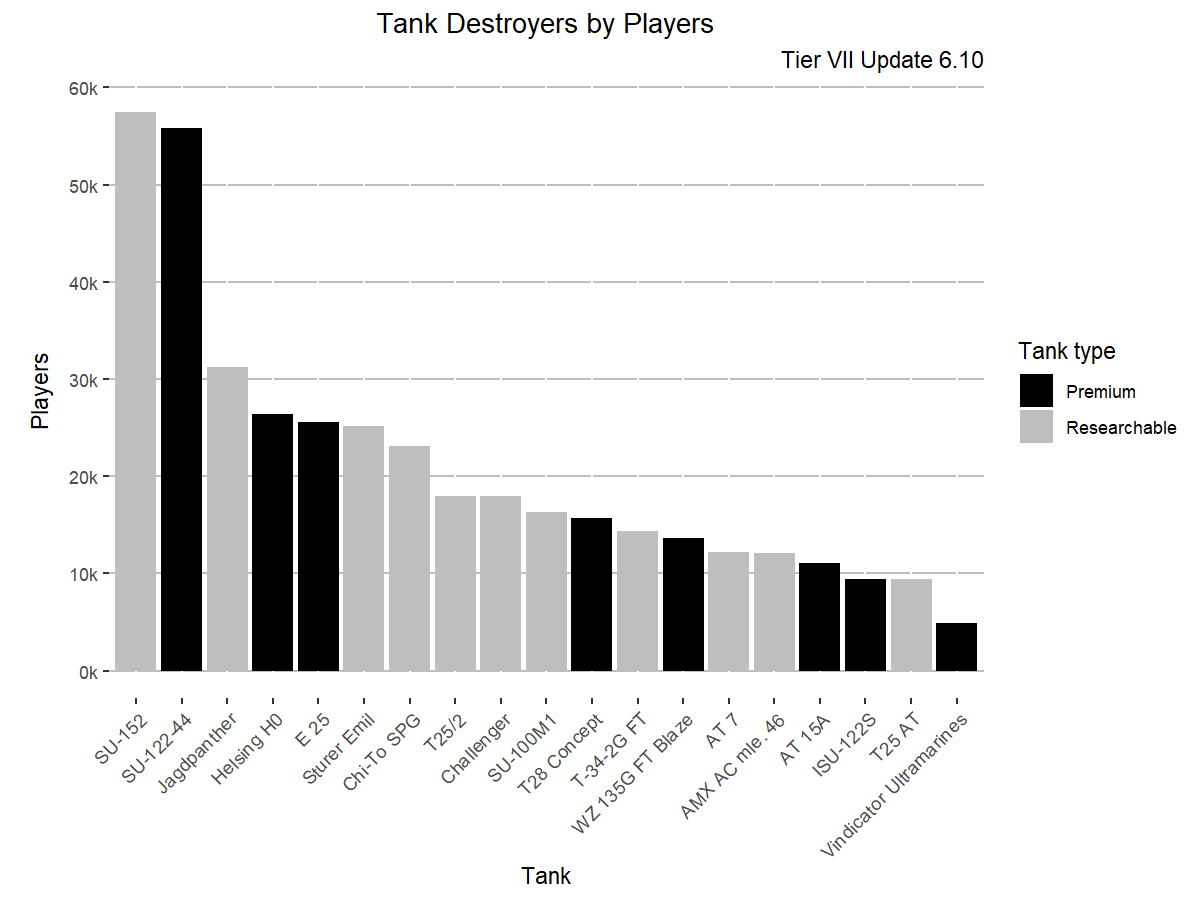 Tank Destroyers by Players
Tier VII Update 6.10
60k
50k
40k
30k
20k
10k
0k
Players
SU-152
SU-122-44
Jagdpanther
Helsing H0
E 25
Sturer Emil
Chi-To SPG
T25/2
Challenger
SU-100M1
T28 Concept
T-34-2G FT
WZ 135G FT Blaze
AT 7
AMX AC mle. 46
AT 15A
ISU-122S
T25 AT
Vindicator Ultramarines
Tank
Tank type
Premium
Researchable